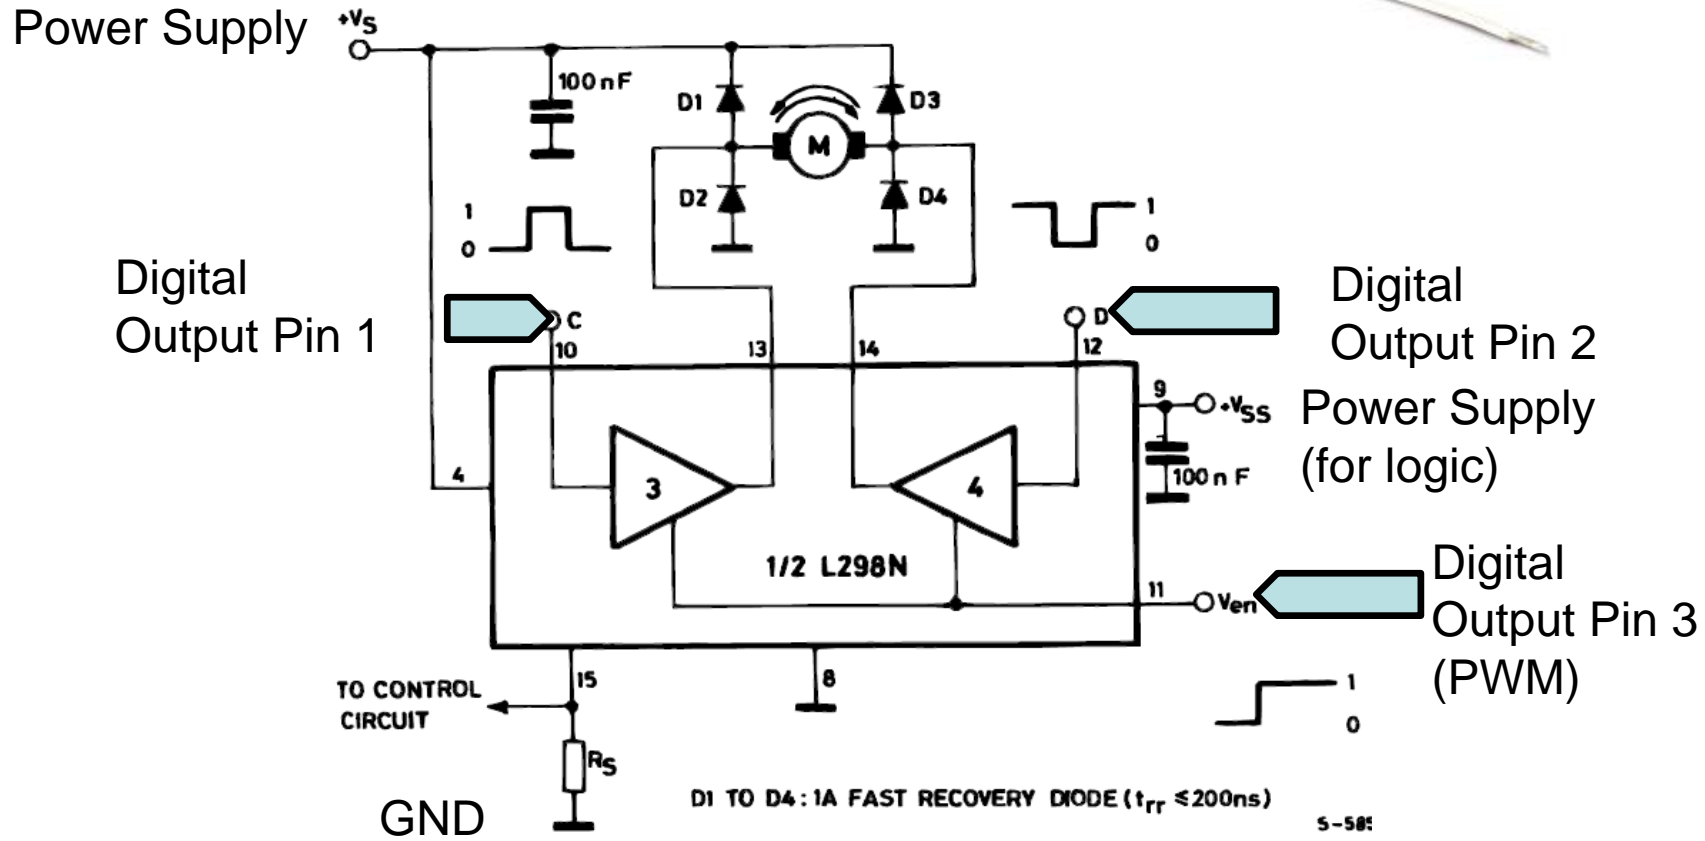 Power Supply
+VS
100nF
D1
D3
M
D2
D4
1
0
1
0
Digital
Output Pin 1
C
D
Digital
Output Pin 2
10
13
14
12
9
+VSS
Power Supply
(for logic)
100nF
4
3
4
1/2 L298N
11
Ven
Digital
Output Pin 3
(PWM)
15
8
TO CONTROL
CIRCUIT
1
0
RS
GND
D1 TO D4: 1A FAST RECOVERY DIODE (trr ≤200ns)